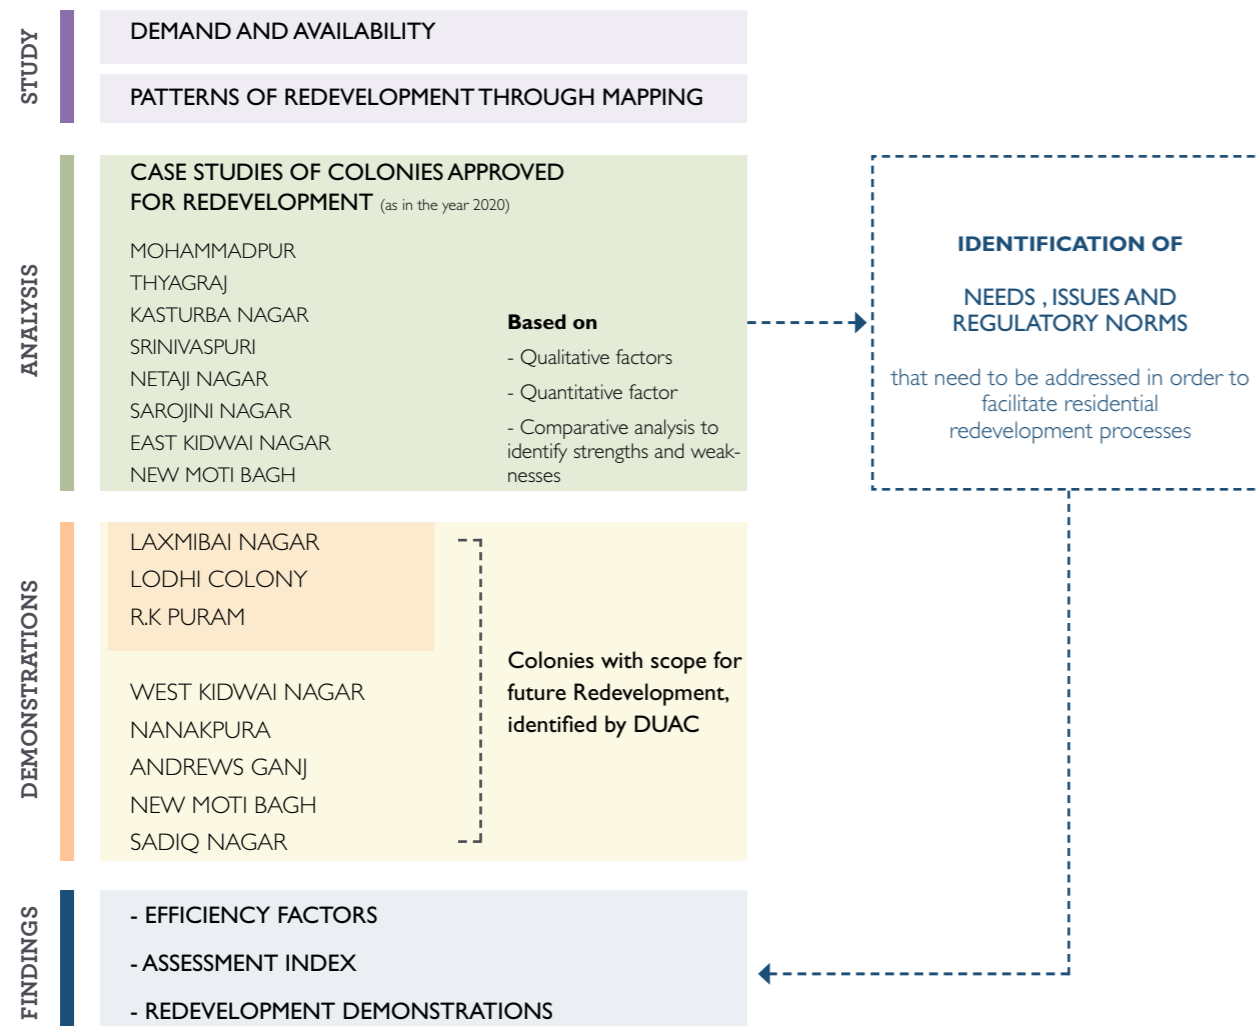 STUDY
DEMAND AND AVAILABILITY
PATTERNS OF REDEVELOPMENT THROUGH MAPPING
ANALYSIS
CASE STUDIES OF COLONIES APPROVED
FOR REDEVELOPMENT (as in the year 2020)
MOHAMMADPUR
THYAGRAJ
KASTURBA NAGAR
SRINIVASPURI
NETAJI NAGAR
SAROJINI NAGAR
EAST KIDWAI NAGAR
NEW MOTI BAGH
Based on
- Qualitative factors
- Quantitative factor
- Comparative analysis to
identify strengths and weak-
nesses
IDENTIFICATION OF
NEEDS , ISSUES AND
REGULATORY NORMS
that need to be addressed in order to
facilitate residential
redevelopment processes
DEMONSTRATIONS
LAXMIBAI NAGAR
LODHI COLONY
R.K PURAM
WEST KIDWAI NAGAR
NANAKPURA
ANDREWS GANJ
NEW MOTI BAGH
SADIQ NAGAR
Colonies with scope for
future Redevelopment,
identified by DUAC
FINDINGS
- EFFICIENCY FACTORS
- ASSESSMENT INDEX
- REDEVELOPMENT DEMONSTRATIONS